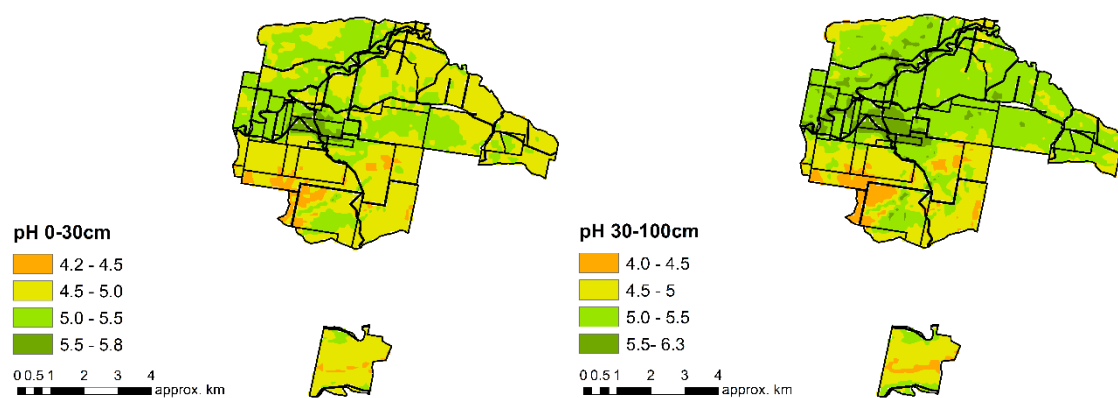 pH 0-30cm
4.2 - 4.5
4.5 - 5.0
5.0 - 5.5
5.5 - 5.8
0 0.5 1 2 3 4 approx. km
pH 30-100cm
4.0 - 4.5
4.5 - 5
5.0 - 5.5
5.5- 6.3
0 0.5 1 2 3 4 approx. km